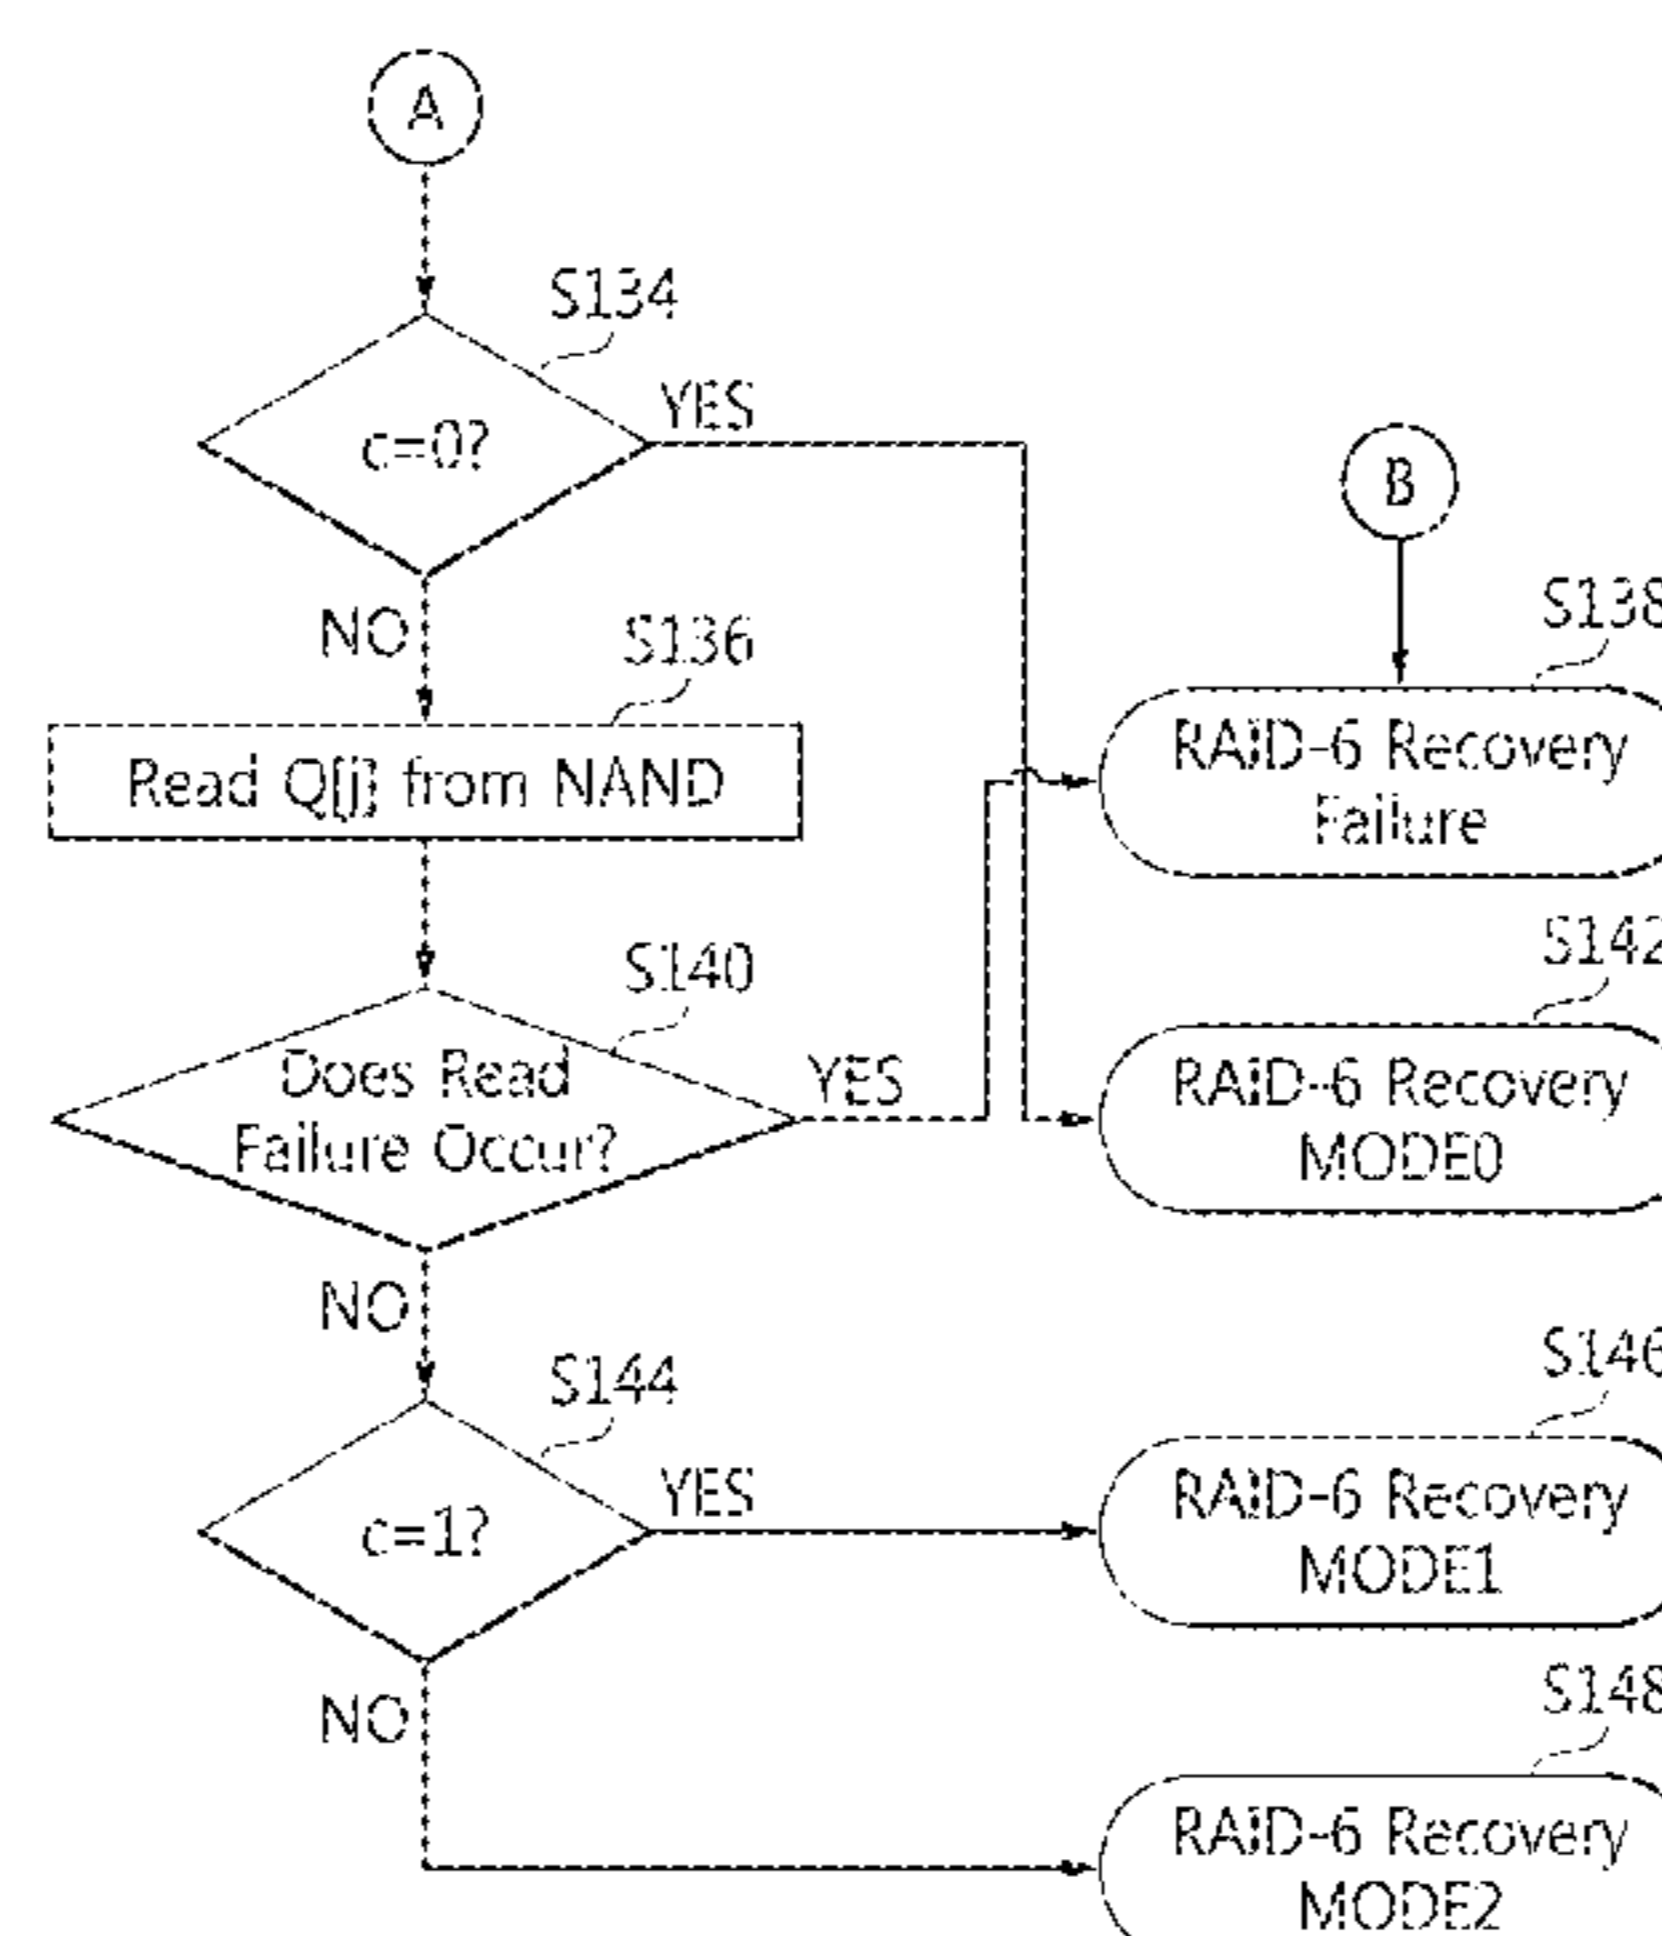 A
S134
c=0?
YES
NO
B
S138
S136
Read Q[j] from NAND
RAID-6 Recovery
Failure
S140
Does Read
Failure Occur?
YES
NO
S142
RAID-6 Recovery
MODE0
S144
c=1?
YES
NO
S146
RAID-6 Recovery
MODE1
S148
RAID-6 Recovery
MODE2